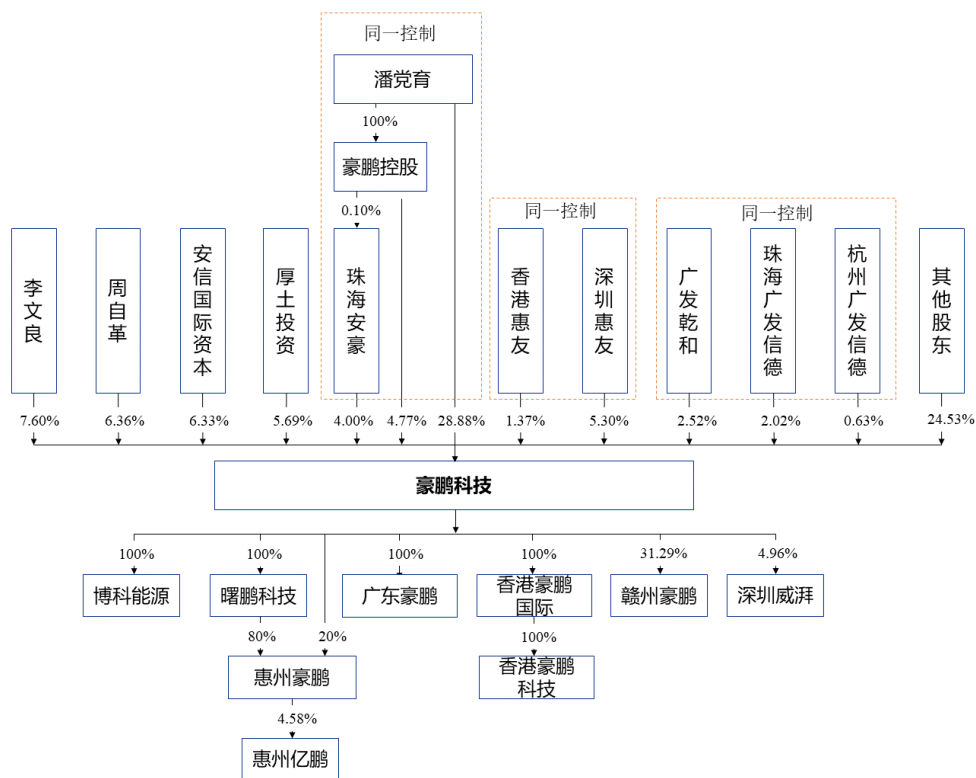 同一控制
潘党育
100%
豪鹏控股
0.10%
同一控制
同一控制
李文良
周自革
安信国际资本
厚土投资
珠海安豪
香港惠友
深圳惠友
广发乾和
珠海广发信德
杭州广发信德
其他股东
7.60%
6.36%
6.33%
5.69%
4.00%
4.77%
28.88%
1.37%
5.30%
2.52%
2.02%
0.63%
24.53%
豪鹏科技
100%
100%
100%
100%
31.29%
4.96%
博科能源
曙鹏科技
广东豪鹏
香港豪鹏
国际
赣州豪鹏
深圳威湃
80%
20%
100%
惠州豪鹏
香港豪鹏
科技
4.58%
惠州亿鹏